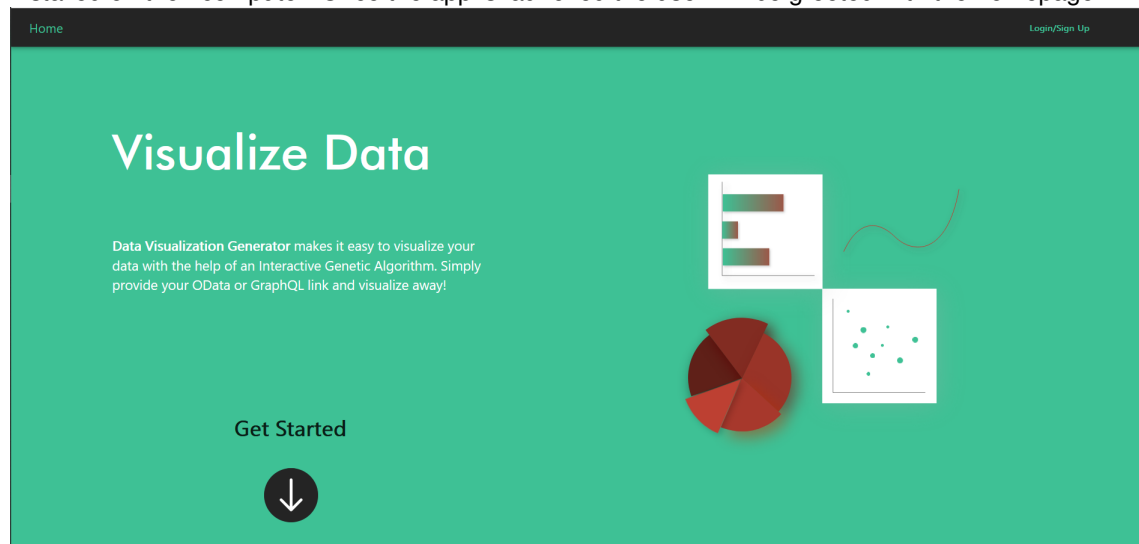 Home
Login/Sign Up
Visualize Data
Data Visualization Generator makes it easy to visualize your
data with the help of an Interactive Genetic Algorithm. Simply
provide your OData or GraphQL link and visualize away!
Get Started